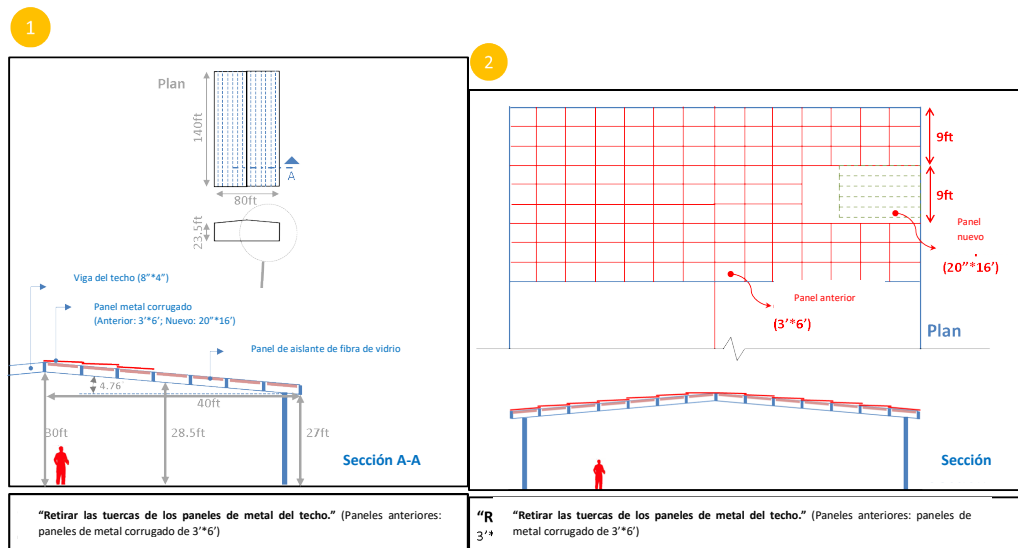 1
Plan
140ft
A
80ft
23.5ft
Viga del techo (8”*4”)
Panel metal corrugado
(Anterior: 3’*6’; Nuevo: 20”*16’)
Panel de aislante de fibra de vidrio
4.76
40ft
30ft
28.5ft
27ft
Sección A-A
“Retirar las tuercas de los paneles de metal del techo.” (Paneles anteriores:
paneles de metal corrugado de 3’*6’)
2
9ft
9ft
Panel
nuevo
(20”*16’)
Panel anterior
(3’*6’)
Plan
Sección
“R
3’*
“Retirar las tuercas de los paneles de metal del techo.” (Paneles anteriores: paneles de
metal corrugado de 3’*6’)